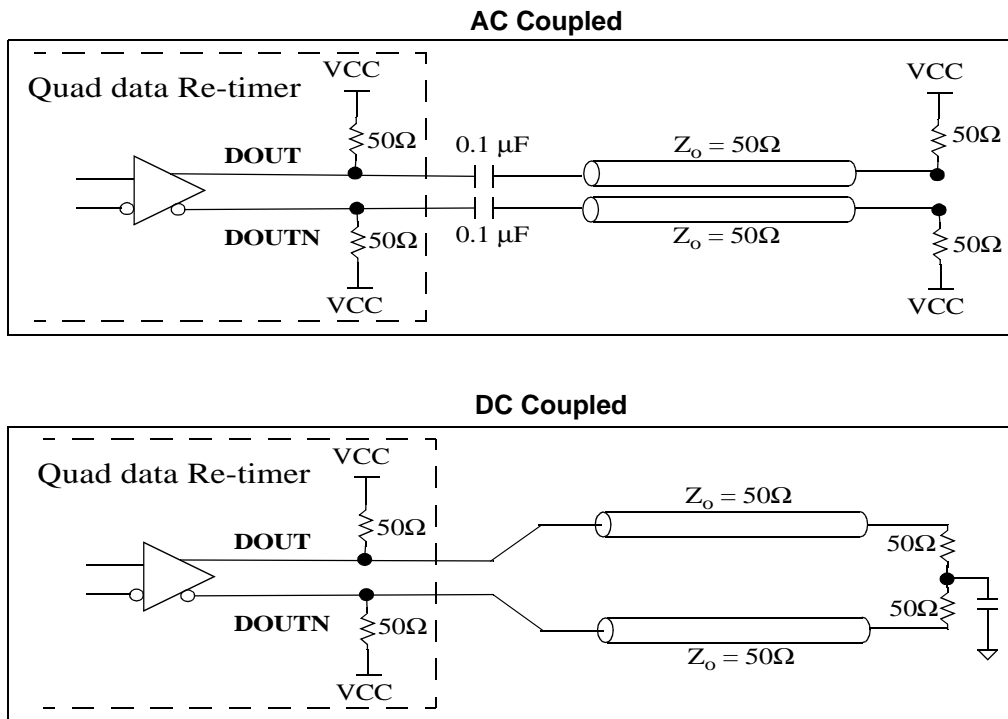 AC Coupled
Quad data Re-timer
VCC
50Ω
DOUT
0.1 μF
Zₒ = 50Ω
VCC
50Ω
DOUTN
50Ω
VCC
0.1 μF
Zₒ = 50Ω
50Ω
VCC
DC Coupled
Quad data Re-timer
VCC
50Ω
DOUT
Zₒ = 50Ω
50Ω
50Ω
DOUTN
50Ω
VCC
Zₒ = 50Ω